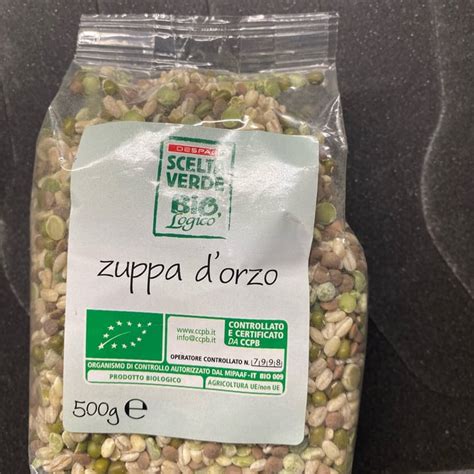 DESPAR
SCELTA
VERDE
BIO,
Logico
zuppa d'orzo
www.ccpb.it
info@ccpb.it
CONTROLLATO
E CERTIFICATO
DA CCPB
OPERATORE CONTROLLATO N. 7998
ORGANISMO DI CONTROLLO AUTORIZZATO DAL MIPAAF - IT BIO 009
PRODOTTO BIOLOGICO
AGRICOLTURA UE/non UE
500g e